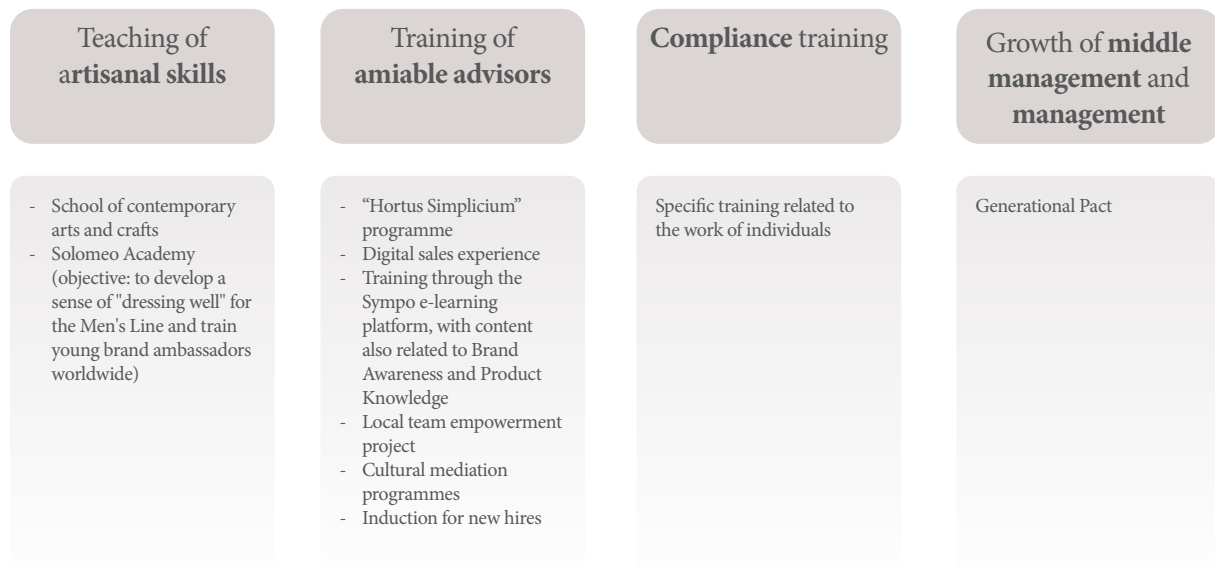 Teaching of
artisanal skills
- School of contemporary
arts and crafts
- Solomeo Academy
(objective: to develop a
sense of "dressing well" for
the Men's Line and train
young brand ambassadors
worldwide)
Training of
amiable advisors
- “Hortus Simplicium”
programme
- Digital sales experience
- Training through the
Sympo e-learning
platform, with content
also related to Brand
Awareness and Product
Knowledge
- Local team empowerment
project
- Cultural mediation
programmes
- Induction for new hires
Compliance training
Specific training related to
the work of individuals
Growth of middle
management and
management
Generational Pact